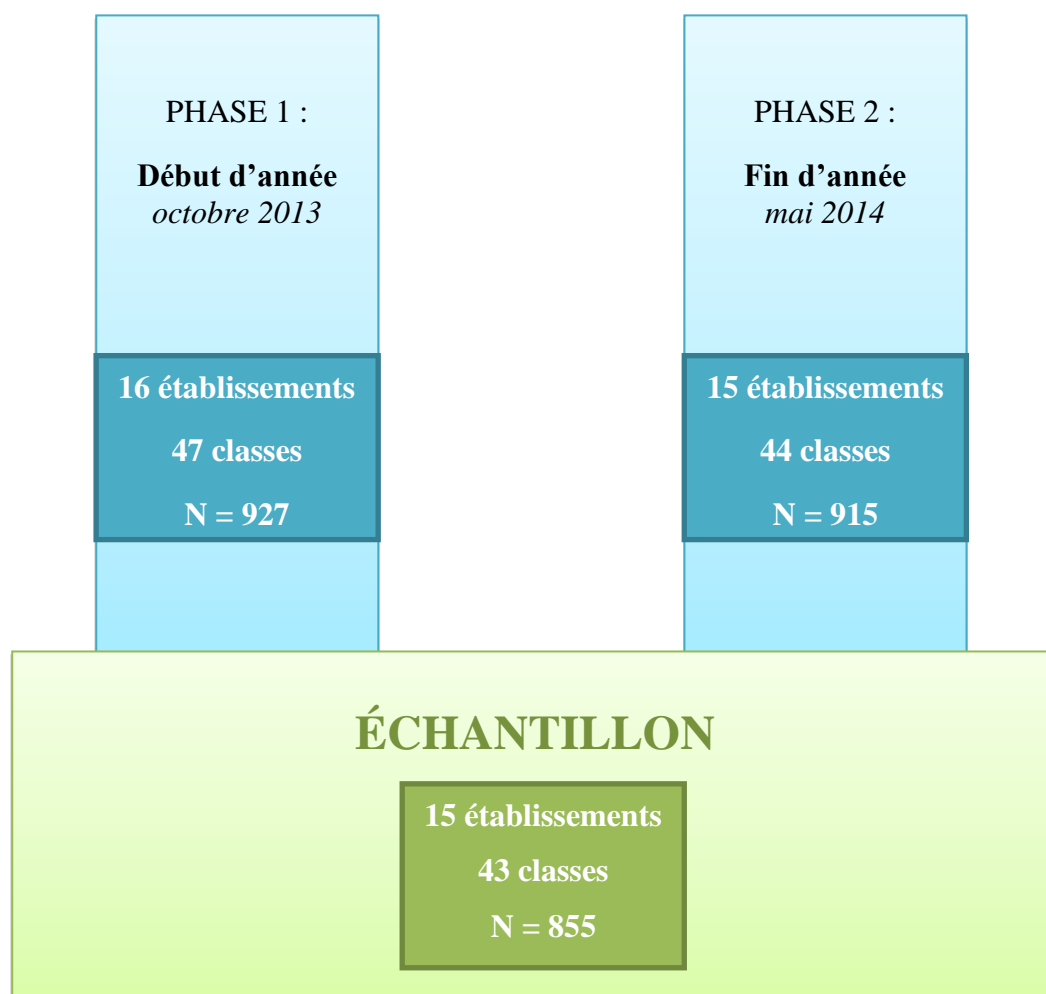 PHASE 1 :
Début d’année
octobre 2013
16 établissements
47 classes
N = 927
PHASE 2 :
Fin d’année
mai 2014
15 établissements
44 classes
N = 915
ÉCHANTILLON
15 établissements
43 classes
N = 855